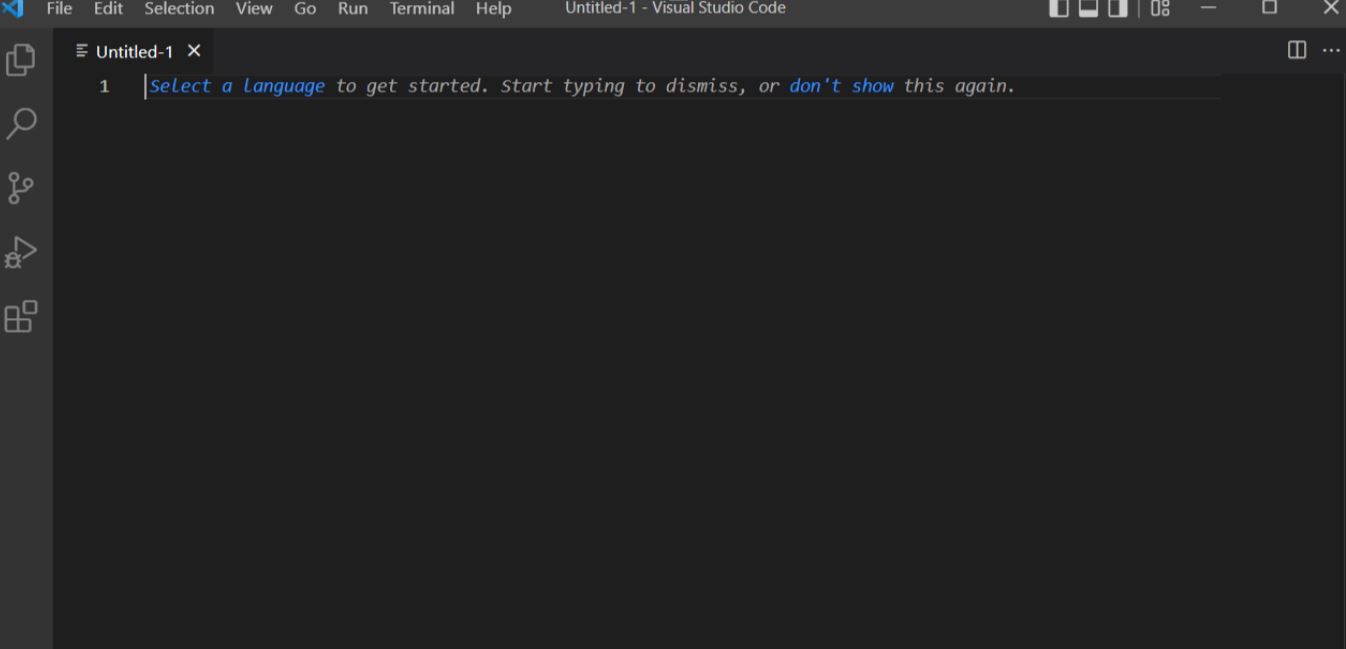 File Edit Selection View Go Run Terminal Help Untitled-1 - Visual Studio Code
Untitled-1
1 Select a language to get started. Start typing to dismiss, or don't show this again.